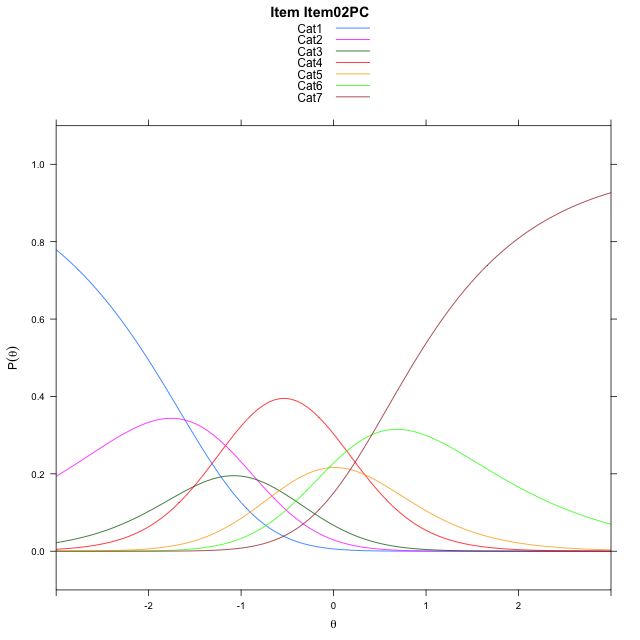 Item Item02PC
Cat1
Cat2
Cat3
Cat4
Cat5
Cat6
Cat7
1.0
0.8
0.6
0.4
0.2
0.0
P(θ)
-2 -1 0 1 2
θ